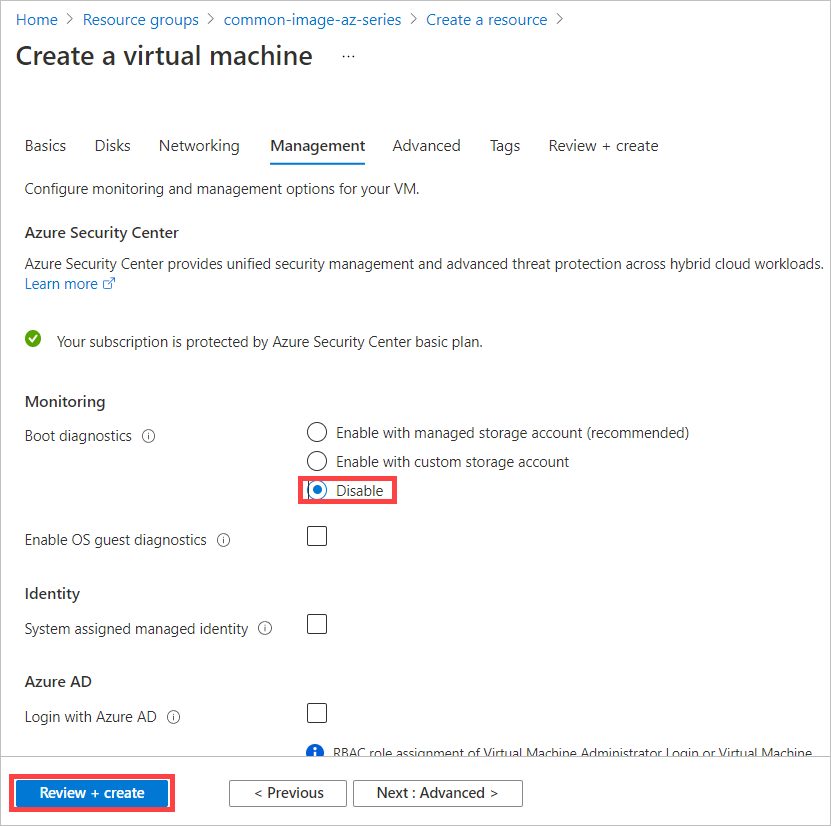 Home > Resource groups > common-image-az-series > Create a resource >
Create a virtual machine ...
Basics Disks Networking Management Advanced Tags Review + create
Configure monitoring and management options for your VM.
Azure Security Center
Azure Security Center provides unified security management and advanced threat protection across hybrid cloud workloads.
Learn more
Your subscription is protected by Azure Security Center basic plan.
Monitoring
Boot diagnostics
Enable with managed storage account (recommended)
Enable with custom storage account
Disable
Enable OS guest diagnostics
Identity
System assigned managed identity
Azure AD
Login with Azure AD
RBAC role assignment of Virtual Machine Administrator Login or Virtual Machine
Review + create < Previous Next : Advanced >